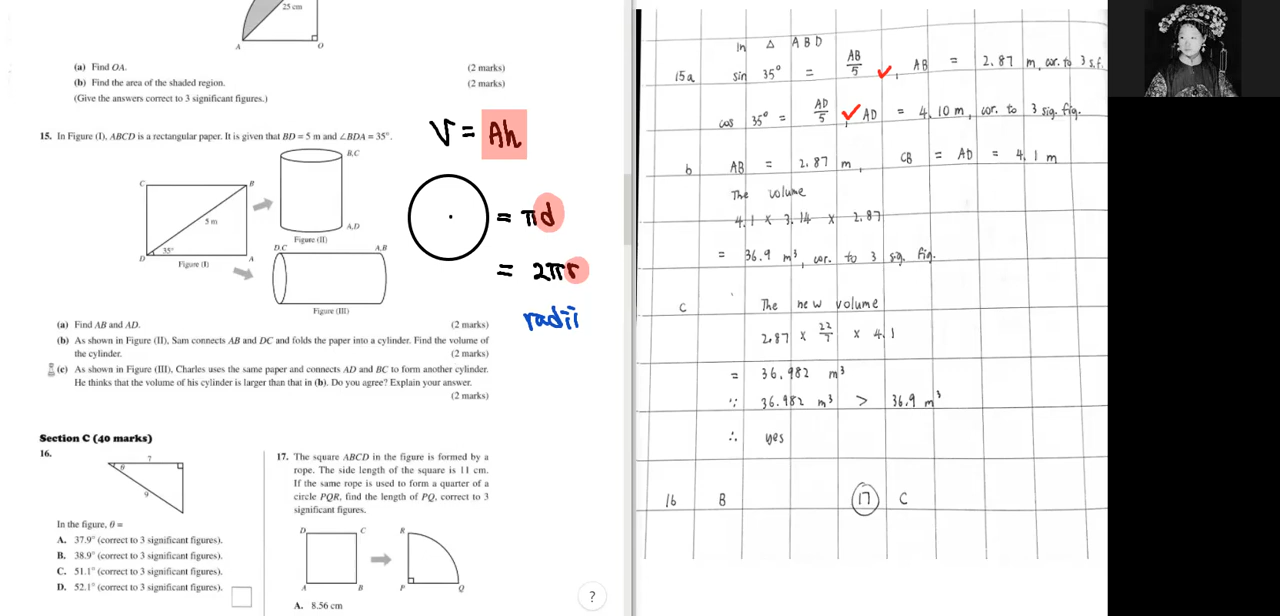 25 cm
A
O
(a) Find OA. (2 marks)
(b) Find the area of the shaded region. (2 marks)
(Give the answers correct to 3 significant figures.)
15. In Figure (I), ABCD is a rectangular paper. It is given that BD = 5 m and ∠BDA = 35°.
C
B
5 m
35°
D
A
Figure (I)
B,C
A,D
Figure (II)
D,C
A,B
Figure (III)
V = Ah
= πd
= 2πr
radii
(a) Find AB and AD. (2 marks)
(b) As shown in Figure (II), Sam connects AB and DC and folds the paper into a cylinder. Find the volume of
the cylinder. (2 marks)
(c) As shown in Figure (III), Charles uses the same paper and connects AD and BC to form another cylinder.
He thinks that the volume of his cylinder is larger than that in (b). Do you agree? Explain your answer.
(2 marks)
Section C (40 marks)
16.
7
θ
9
In the figure, θ =
A. 37.9° (correct to 3 significant figures).
B. 38.9° (correct to 3 significant figures).
C. 51.1° (correct to 3 significant figures).
D. 52.1° (correct to 3 significant figures).
17. The square ABCD in the figure is formed by a
rope. The side length of the square is 11 cm.
If the same rope is used to form a quarter of a
circle PQR, find the length of PQ, correct to 3
significant figures.
D
C
R
A
B
P
Q
A. 8.56 cm
?
In Δ ABD
15a sin 35° = AB/5 , AB = 2.87 m, cor. to 3 s.f.
cos 35° = AD/5 , AD = 4.10 m, cor. to 3 sig. fig.
b AB = 2.87 m, CB = AD = 4.1 m
The volume
4.1 x 3.14 x 2.87
= 36.9 m³, cor. to 3 sig. fig.
c The new volume
2.87 x 22/7 x 4.1
= 36.982 m³
∵ 36.982 m³ > 36.9 m³
∴ yes
16 B 17 C